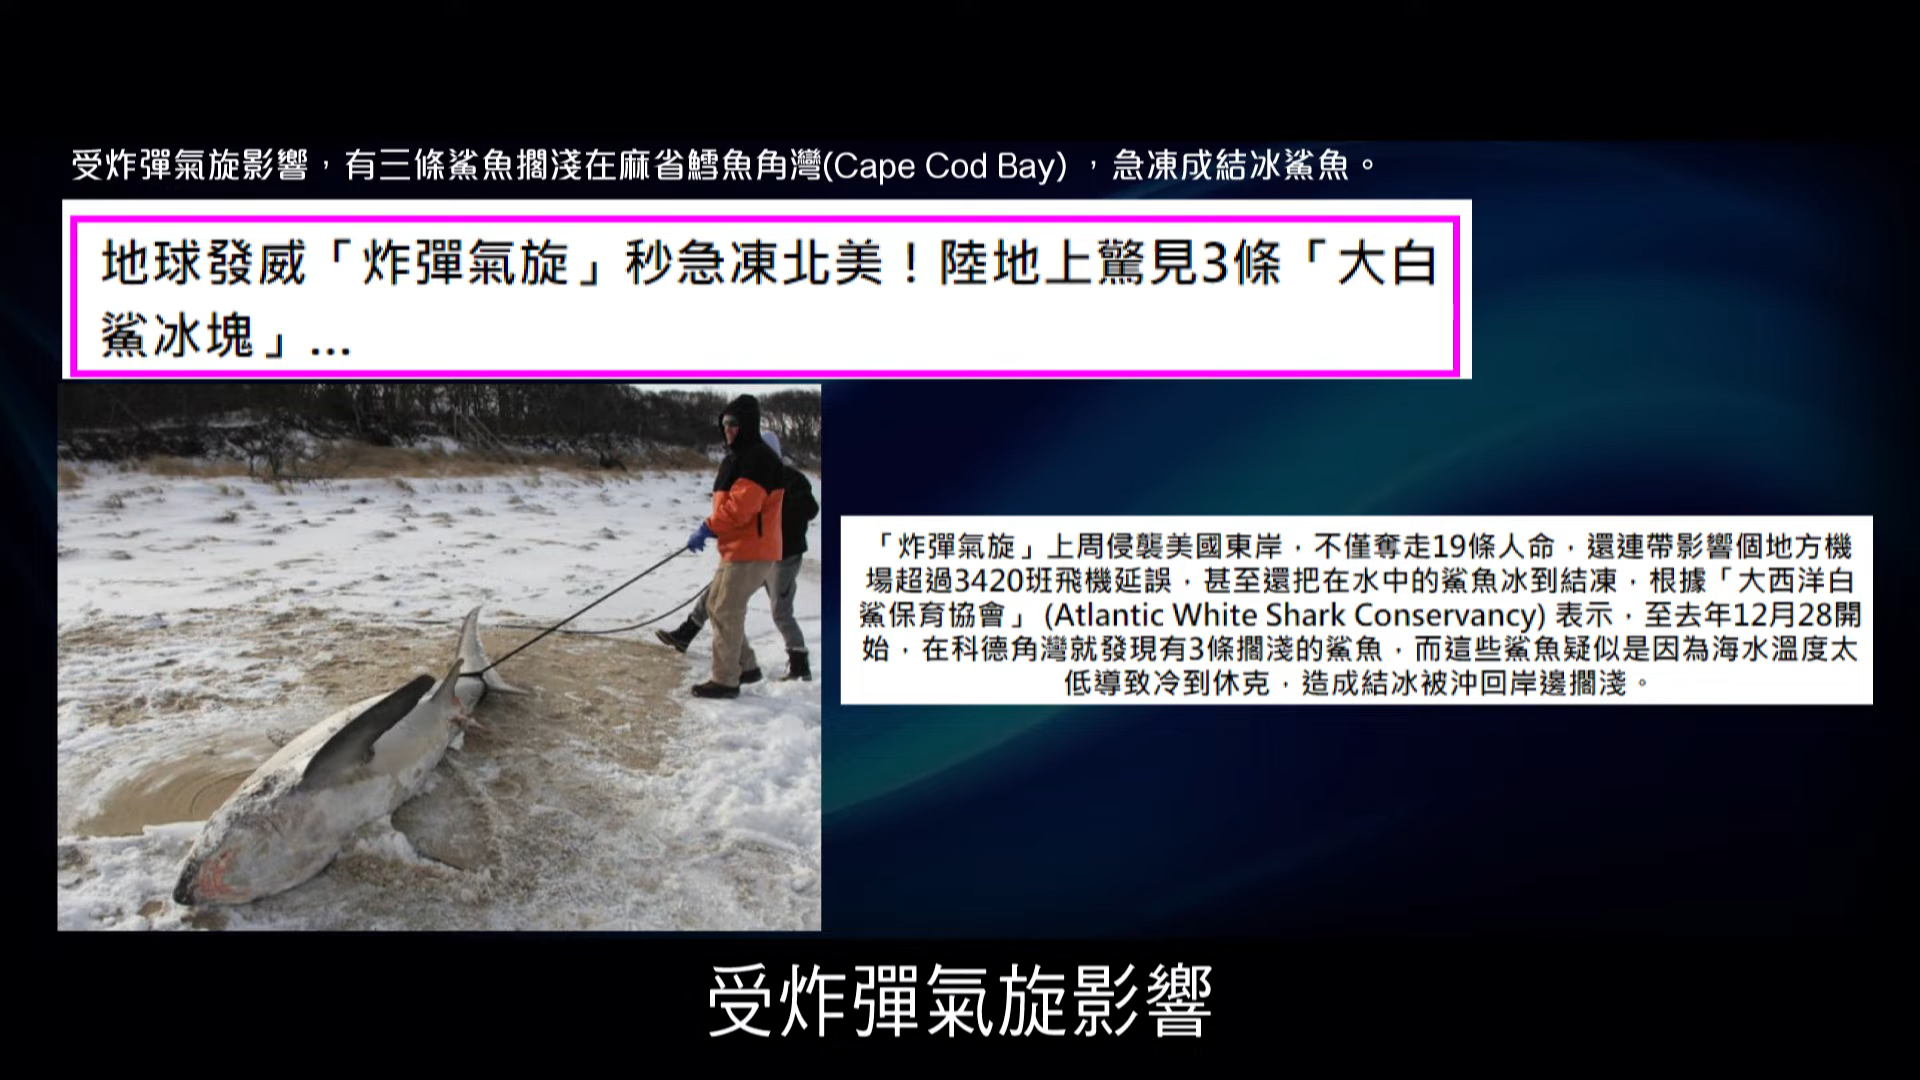 受炸彈氣旋影響，有三條鯊魚擱淺在麻省鱈魚角灣(Cape Cod Bay) ，急凍成結冰鯊魚。
地球發威「炸彈氣旋」秒急凍北美！陸地上驚見3條「大白
鯊冰塊」...
「炸彈氣旋」上周侵襲美國東岸，不僅奪走19條人命，還連帶影響個地方機
場超過3420班飛機延誤，甚至還把在水中的鯊魚冰到結凍，根據「大西洋白
鯊保育協會」 (Atlantic White Shark Conservancy) 表示，至去年12月28開
始，在科德角灣就發現有3條擱淺的鯊魚，而這些鯊魚疑似是因為海水溫度太
低導致冷到休克，造成結冰被沖回岸邊擱淺。
受炸彈氣旋影響